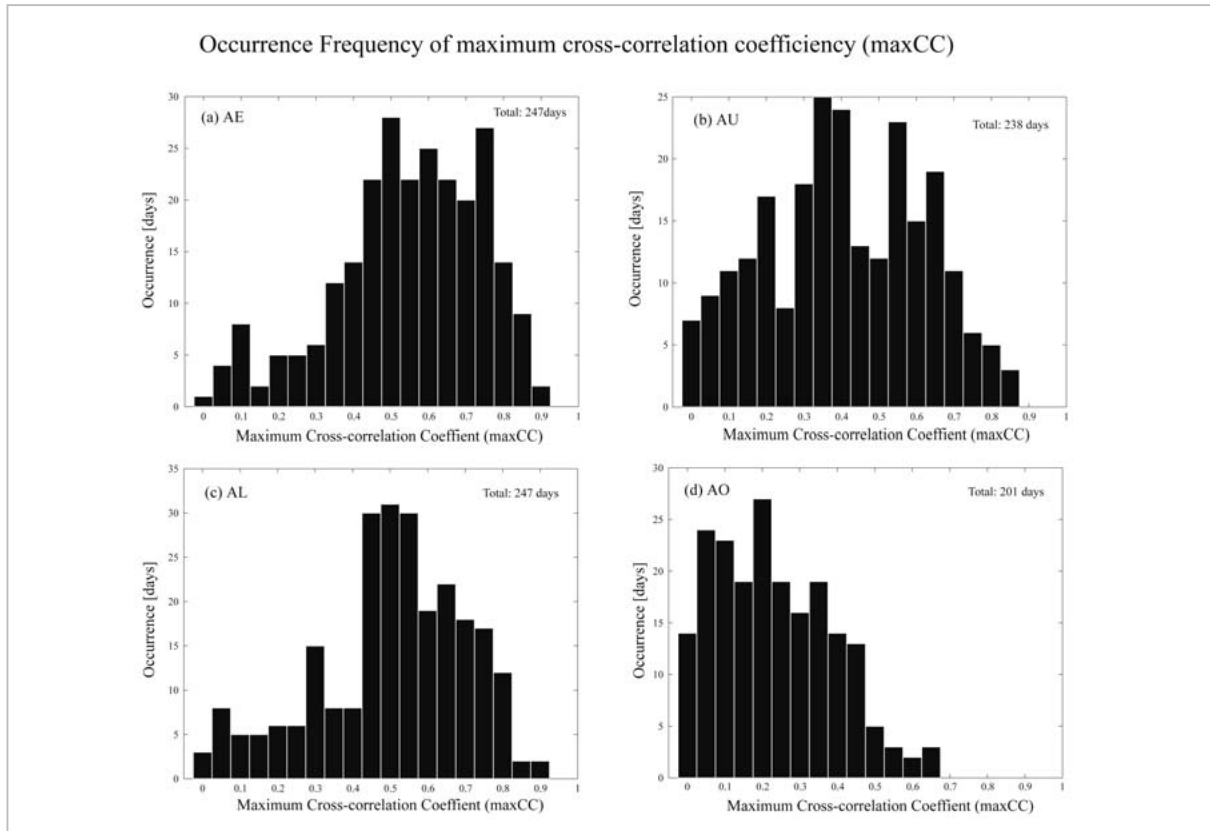 Occurrence Frequency of maximum cross-correlation coefficiency (maxCC)
(a) AE
Total: 247days
Occurrence [days]
30
25
20
15
10
5
0
0 0.1 0.2 0.3 0.4 0.5 0.6 0.7 0.8 0.9 1
Maximum Cross-correlation Coeffient (maxCC)
(b) AU
Total: 238 days
Occurrence [days]
25
20
15
10
5
0
0 0.1 0.2 0.3 0.4 0.5 0.6 0.7 0.8 0.9 1
Maximum Cross-correlation Coeffient (maxCC)
(c) AL
Total: 247 days
Occurrence [days]
35
30
25
20
15
10
5
0
0 0.1 0.2 0.3 0.4 0.5 0.6 0.7 0.8 0.9 1
Maximum Cross-correlation Coeffient (maxCC)
(d) AO
Total: 201 days
Occurrence [days]
30
25
20
15
10
5
0
0 0.1 0.2 0.3 0.4 0.5 0.6 0.7 0.8 0.9 1
Maximum Cross-correlation Coeffient (maxCC)